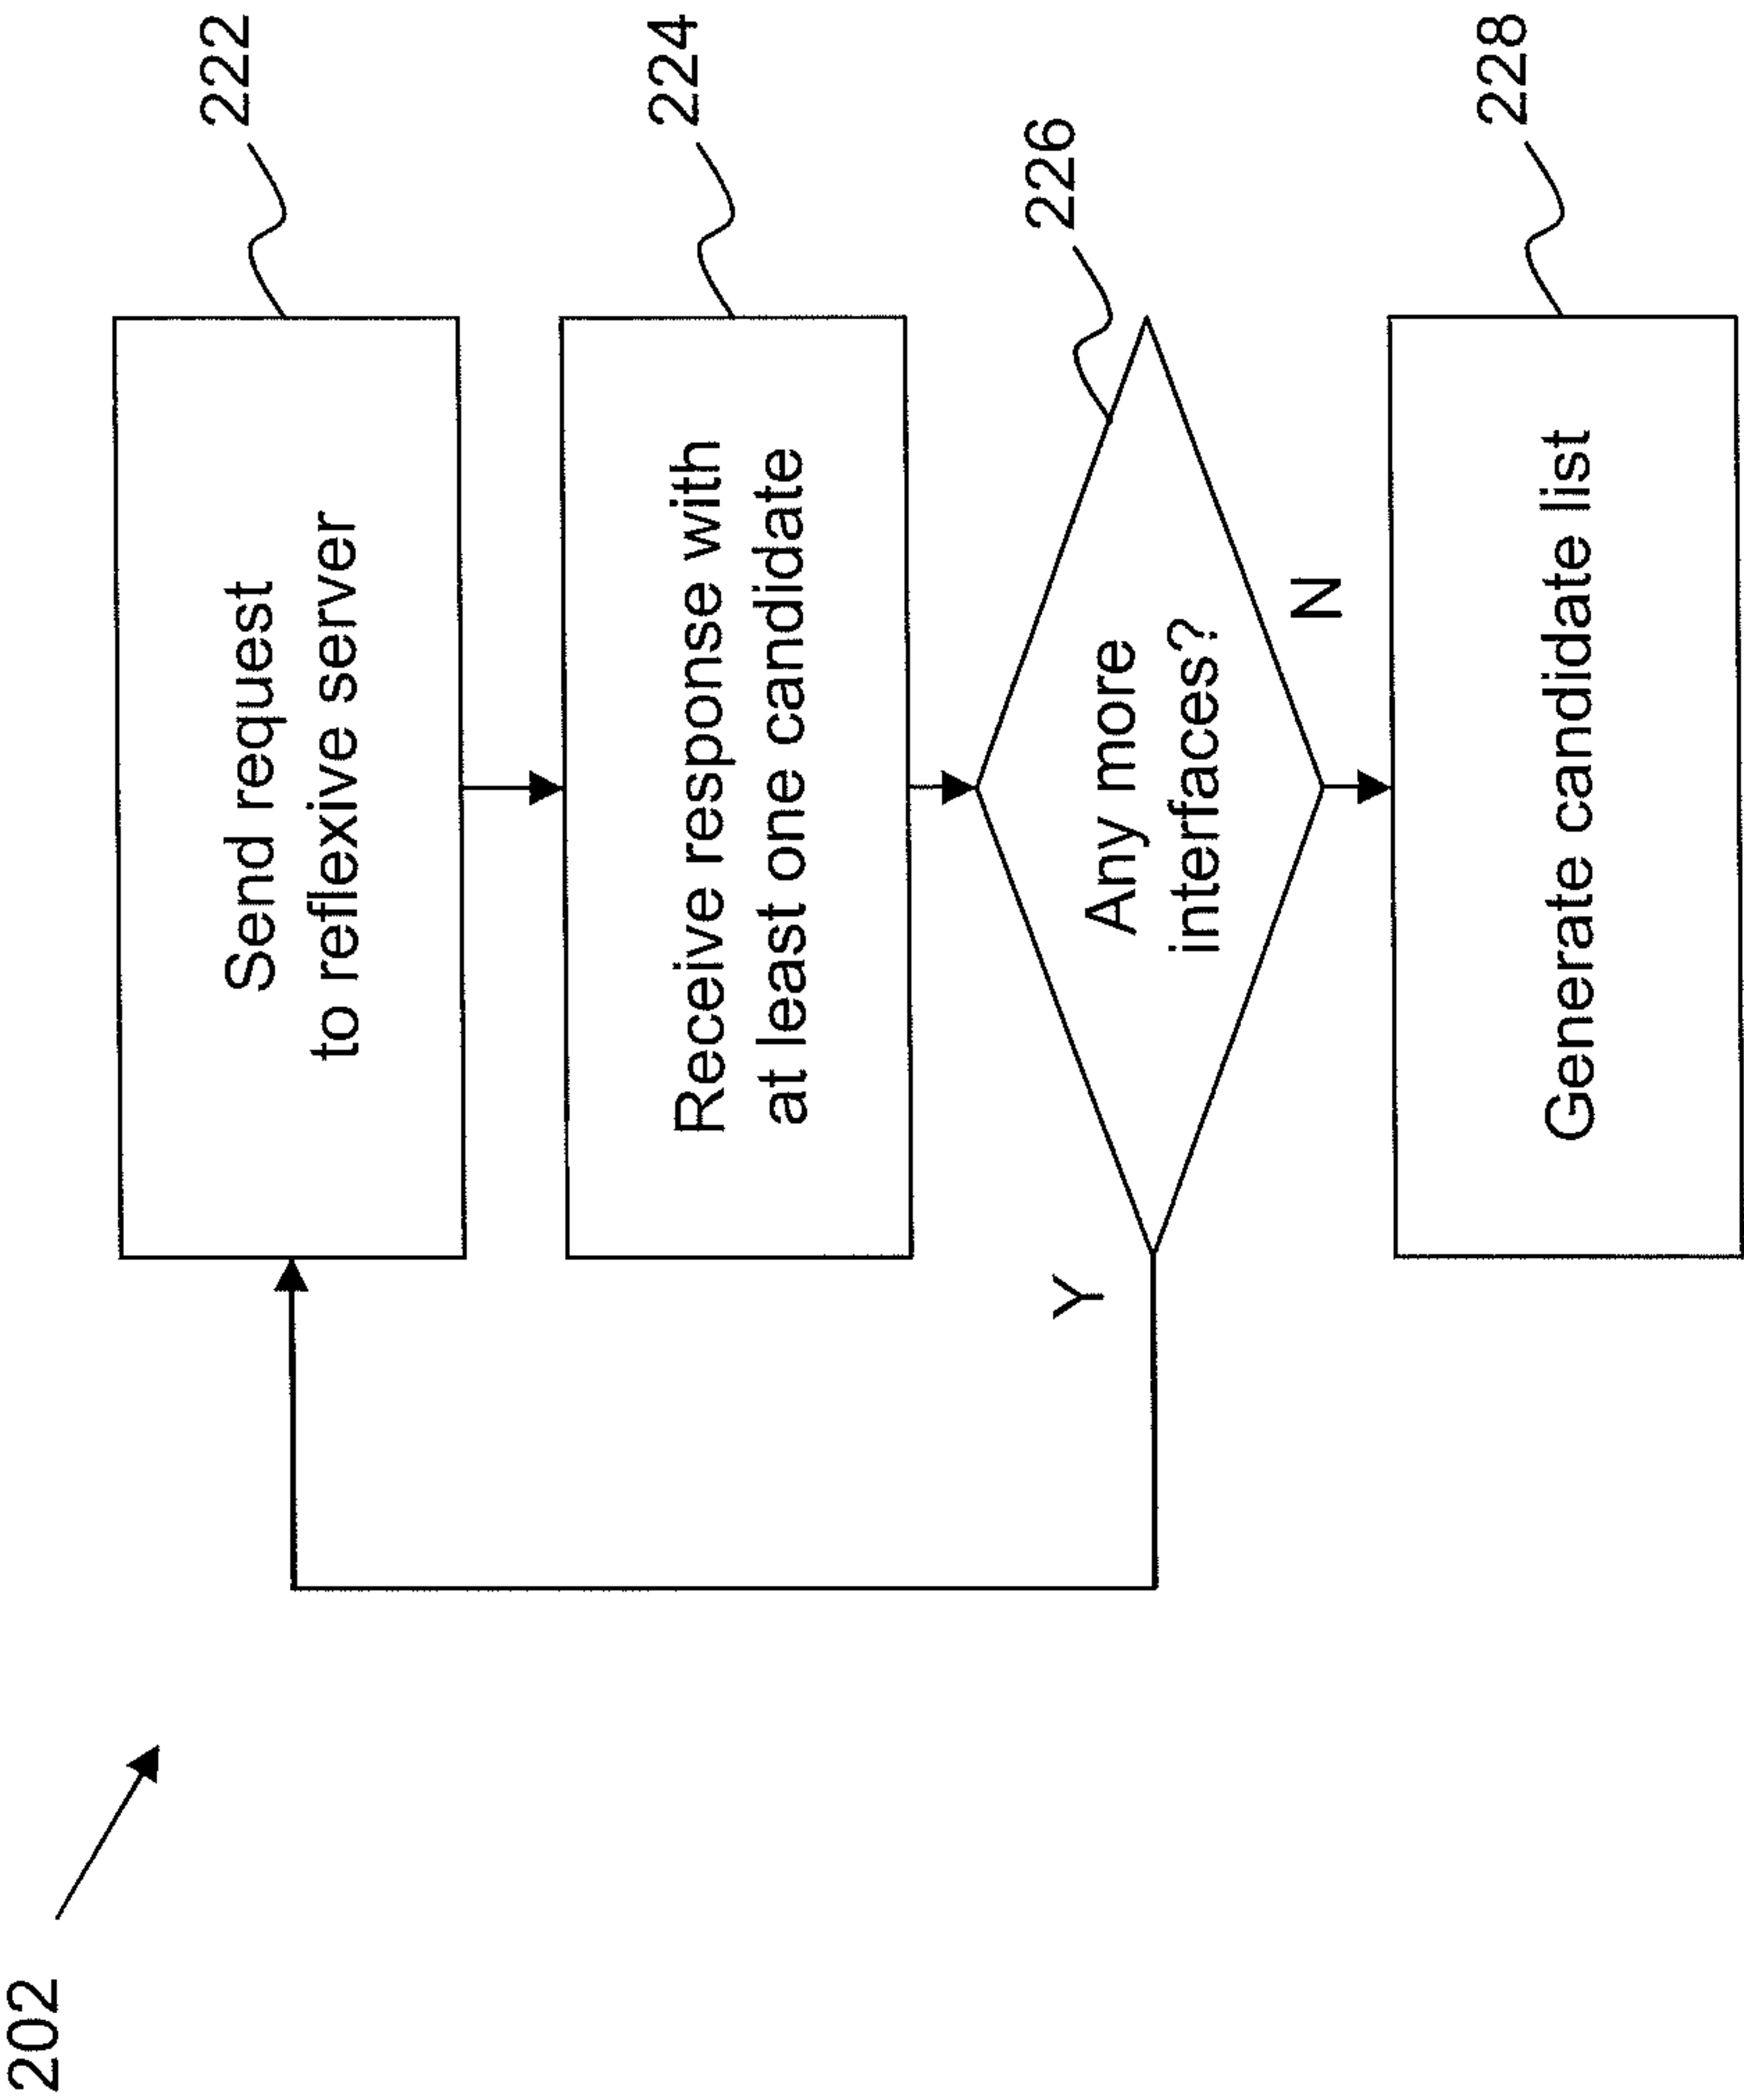 202
222
Send request
to reflexive server
224
Receive response with
at least one candidate
226
Any more
interfaces?
Y
N
228
Generate candidate list